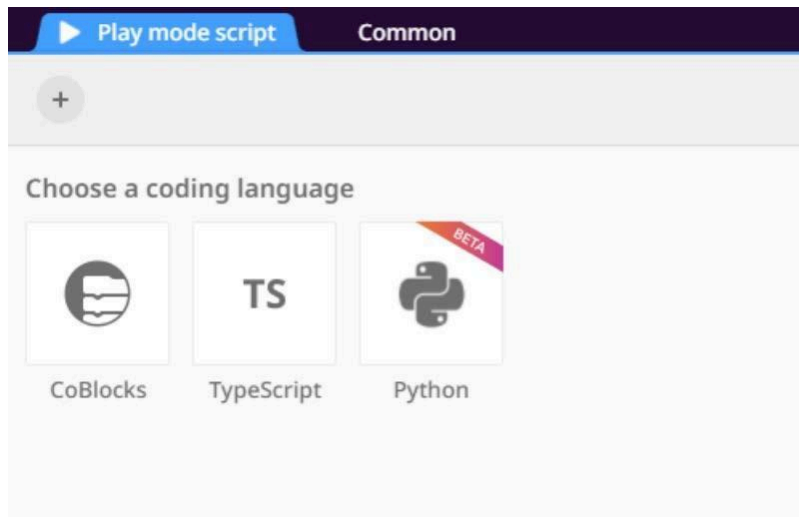 Play mode script Common
+
Choose a coding language
BETA
TS
CoBlocks TypeScript Python